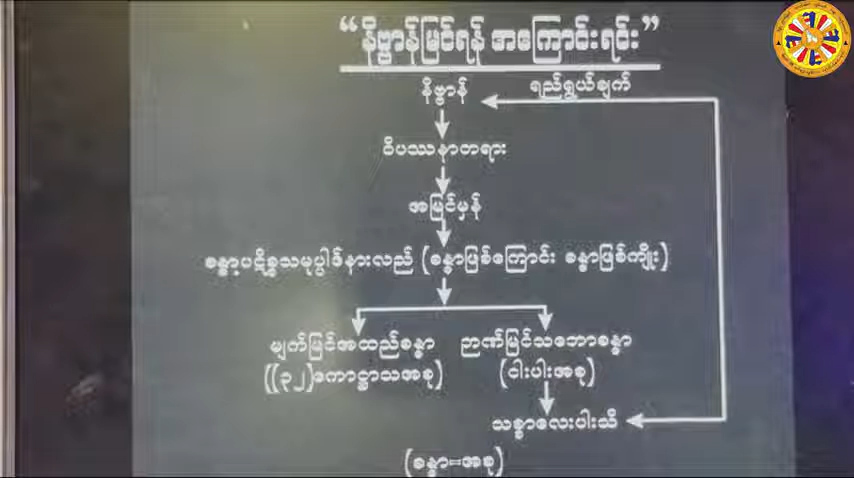 “နိဗ္ဗာန်မြင်ရန် အကြောင်းရင်း”
နိဗ္ဗာန်
ရည်ရွယ်ချက်
ဝိပဿနာတရား
အမြင်မှန်
ခန္ဓာ့ပဋိစ္စသမုပ္ပါဒ်နားလည် (ခန္ဓာဖြစ်ကြောင်း ခန္ဓာဖြစ်ကျိုး)
မျက်မြင်အထည်ခန္ဓာ
ဉာဏ်မြင်သဘောခန္ဓာ
((၃၂)ကောဋ္ဌာသအစု)
(ငါးပါးအစု)
သစ္စာလေးပါးသိ
(ခန္ဓာ=အစု)